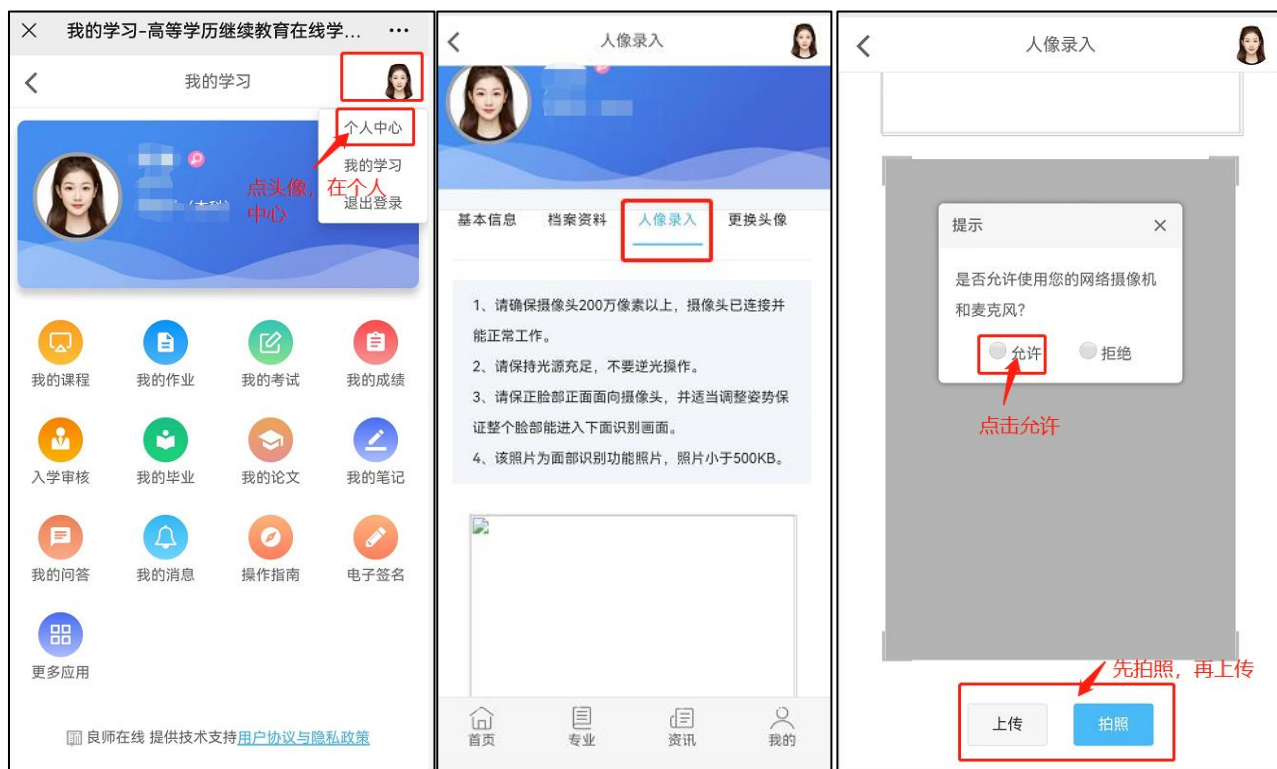 我的学习-高等学历继续教育在线学...
我的学习
个人中心
我的学习
退出登录
点头像，在个人
中心
我的课程
我的作业
我的考试
我的成绩
入学审核
我的毕业
我的论文
我的笔记
我的问答
我的消息
操作指南
电子签名
更多应用
良师在线 提供技术支持用户协议与隐私政策
人像录入
基本信息
档案资料
人像录入
更换头像
1、请确保摄像头200万像素以上，摄像头已连接并
能正常工作。
2、请保持光源充足，不要逆光操作。
3、请保正脸部正面面向摄像头，并适当调整姿势保
证整个脸部能进入下面识别画面。
4、该照片为面部识别功能照片，照片小于500KB。
首页
专业
资讯
我的
人像录入
提示
是否允许使用您的网络摄像机
和麦克风？
允许
拒绝
点击允许
先拍照，再上传
上传
拍照